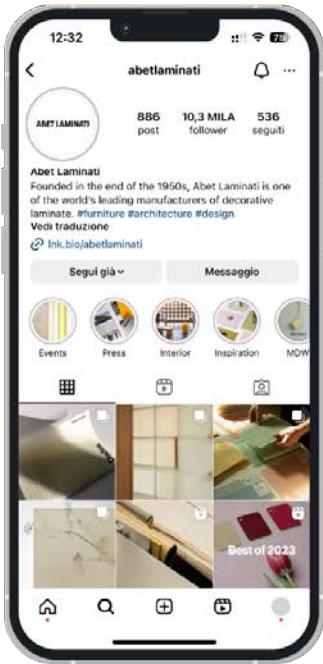 12:32
abetlaminati
ABET LAMINATI
886 10,3 MILA 536
post follower seguiti
Abet Laminati
Founded in the end of the 1950s, Abet Laminati is one
of the world's leading manufacturers of decorative
laminate. #furniture #architecture #design
Vedi traduzione
lnk.bio/abetlaminati
Segui già Messaggio
Events Press Interior Inspiration MDW
Best of 2023